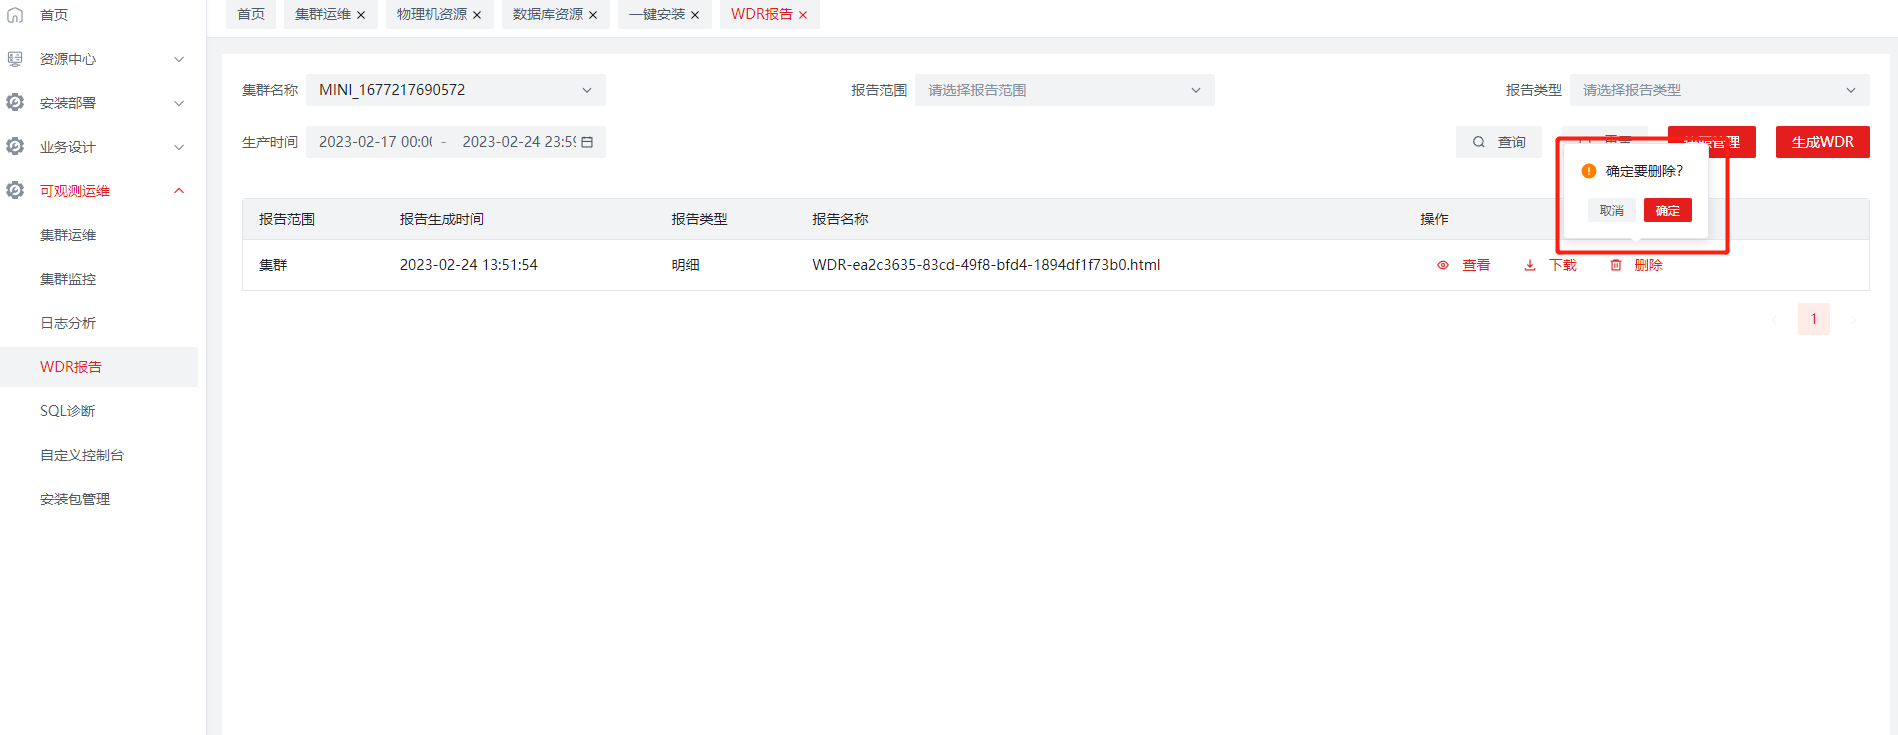 首页
资源中心
安装部署
业务设计
可观测运维
集群运维
集群监控
日志分析
WDR报告
SQL诊断
自定义控制台
安装包管理
首页 集群运维 物理机资源 数据库资源 一键安装 WDR报告
集群名称 MINI_1677217690572 报告范围 请选择报告范围 报告类型 请选择报告类型
生产时间 2023-02-17 00:00 - 2023-02-24 23:59 查询 管理 生成WDR
确定要删除?
取消 确定
报告范围 报告生成时间 报告类型 报告名称 操作
集群 2023-02-24 13:51:54 明细 WDR-ea2c3635-83cd-49f8-bfd4-1894df1f73b0.html 查看 下载 删除
1